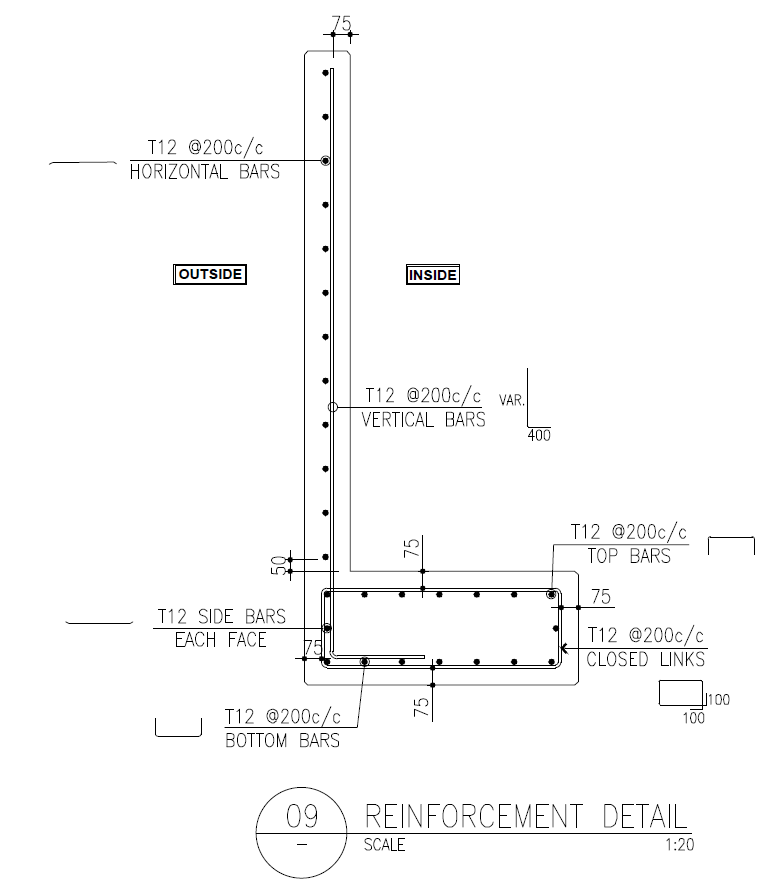 75
T12 @200c/c
HORIZONTAL BARS
OUTSIDE
INSIDE
T12 @200c/c
VERTICAL BARS
VAR.
400
T12 @200c/c
TOP BARS
75
50
75
T12 SIDE BARS
EACH FACE
75
T12 @200c/c
CLOSED LINKS
100
100
T12 @200c/c
BOTTOM BARS
75
09
–
REINFORCEMENT DETAIL
SCALE 1:20